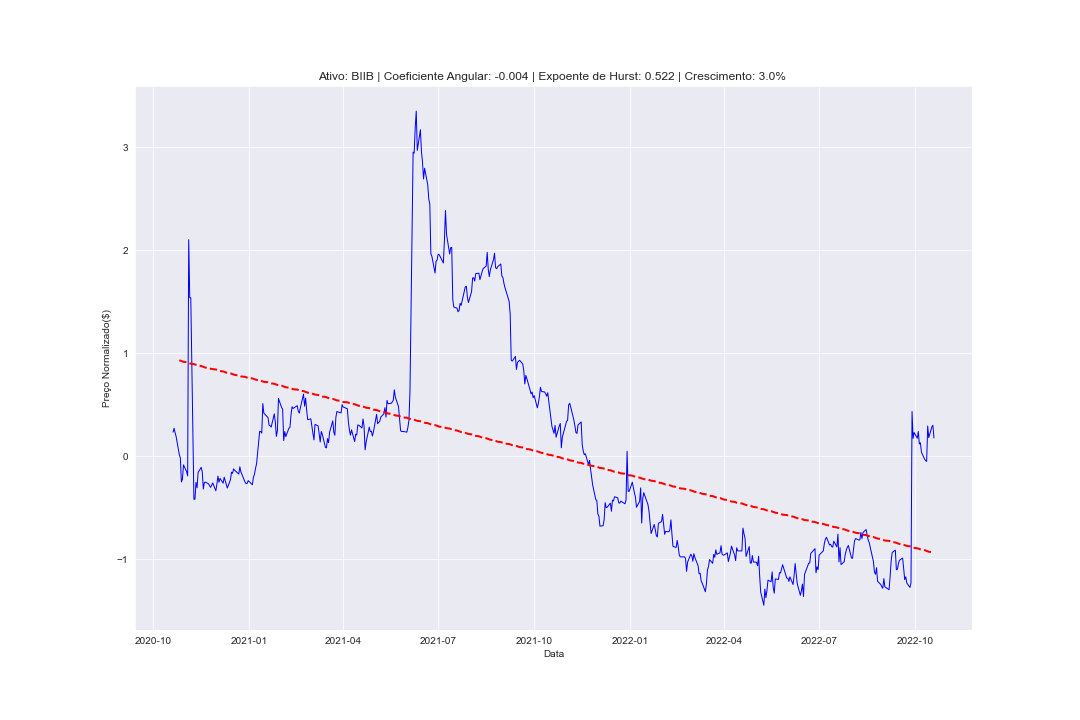 Ativo: BIIB | Coeficiente Angular: -0.004 | Expoente de Hurst: 0.522 | Crescimento: 3.0%
Preço Normalizado($)
3
2
1
0
−1
2020-10 2021-01 2021-04 2021-07 2021-10 2022-01 2022-04 2022-07 2022-10
Data